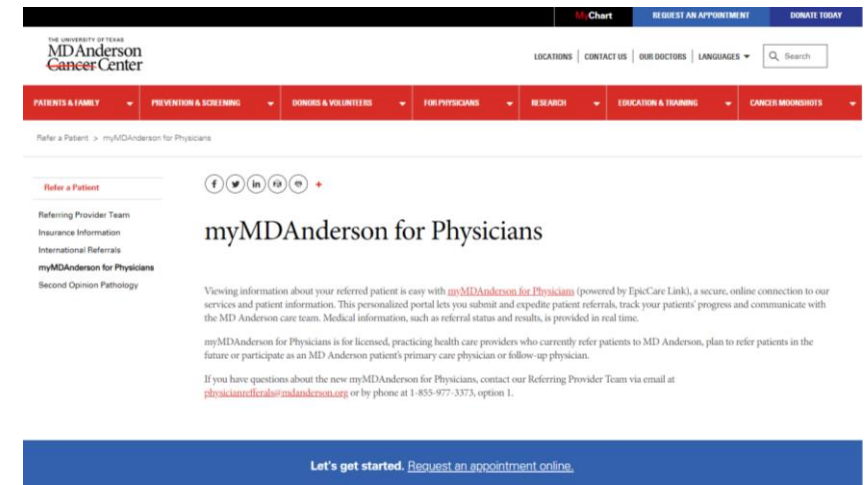 MyChart
REQUEST AN APPOINTMENT
DONATE TODAY
THE UNIVERSITY OF TEXAS
MD Anderson
Cancer Center
LOCATIONS
CONTACT US
OUR DOCTORS
LANGUAGES
Search
PATIENTS & FAMILY
PREVENTION & SCREENING
DONORS & VOLUNTEERS
FOR PHYSICIANS
RESEARCH
EDUCATION & TRAINING
CANCER MOONSHOTS
Refer a Patient > myMDAnderson for Physicians
Refer a Patient
Referring Provider Team
Insurance Information
International Referrals
myMDAnderson for Physicians
Second Opinion Pathology
myMDAnderson for Physicians
Viewing information about your referred patient is easy with myMDAnderson for Physicians (powered by EpicCare Link), a secure, online connection to our
services and patient information. This personalized portal lets you submit and expedite patient referrals, track your patients' progress and communicate with
the MD Anderson care team. Medical information, such as referral status and results, is provided in real time.
myMDAnderson for Physicians is for licensed, practicing health care providers who currently refer patients to MD Anderson, plan to refer patients in the
future or participate as an MD Anderson patient's primary care physician or follow-up physician.
If you have questions about the new myMDAnderson for Physicians, contact our Referring Provider Team via email at
physicianrefferals@mdanderson.org or by phone at 1-855-977-3373, option 1.
Let's get started. Request an appointment online.